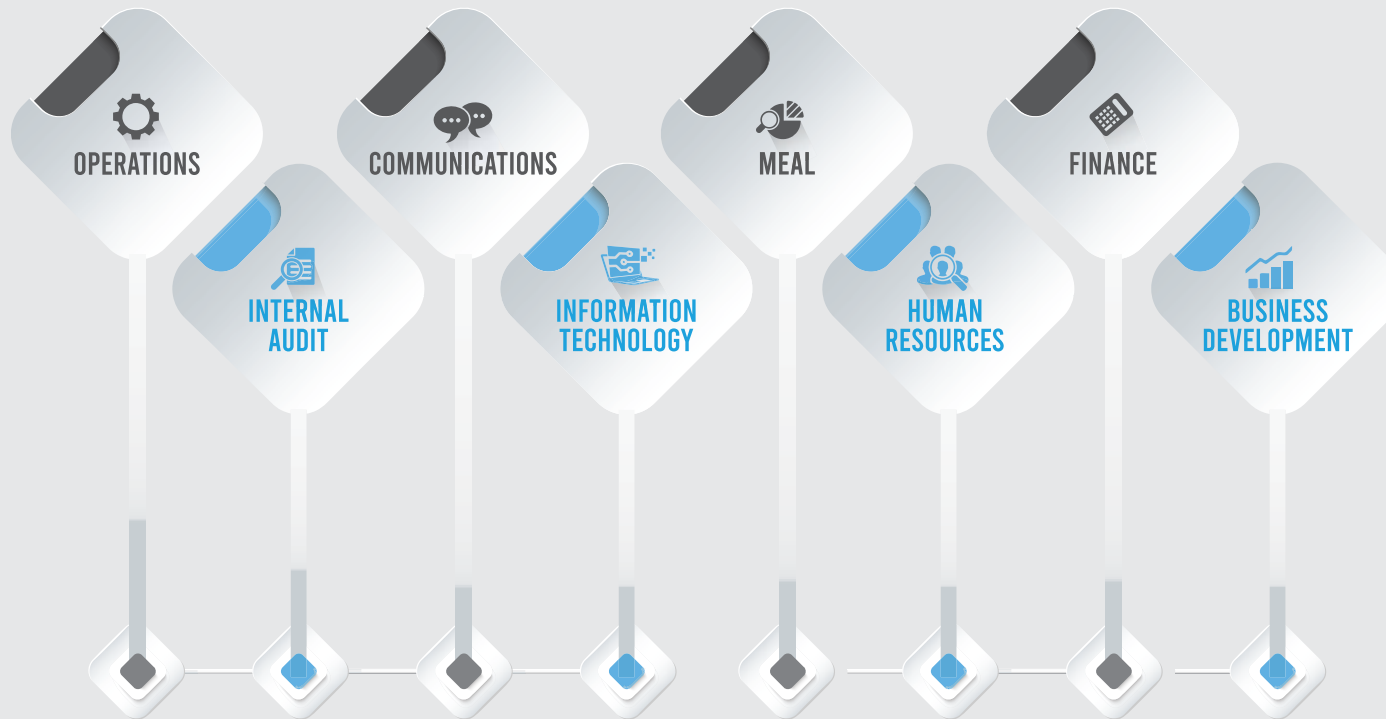 OPERATIONS
COMMUNICATIONS
MEAL
FINANCE
INTERNAL
AUDIT
INFORMATION
TECHNOLOGY
HUMAN
RESOURCES
BUSINESS
DEVELOPMENT